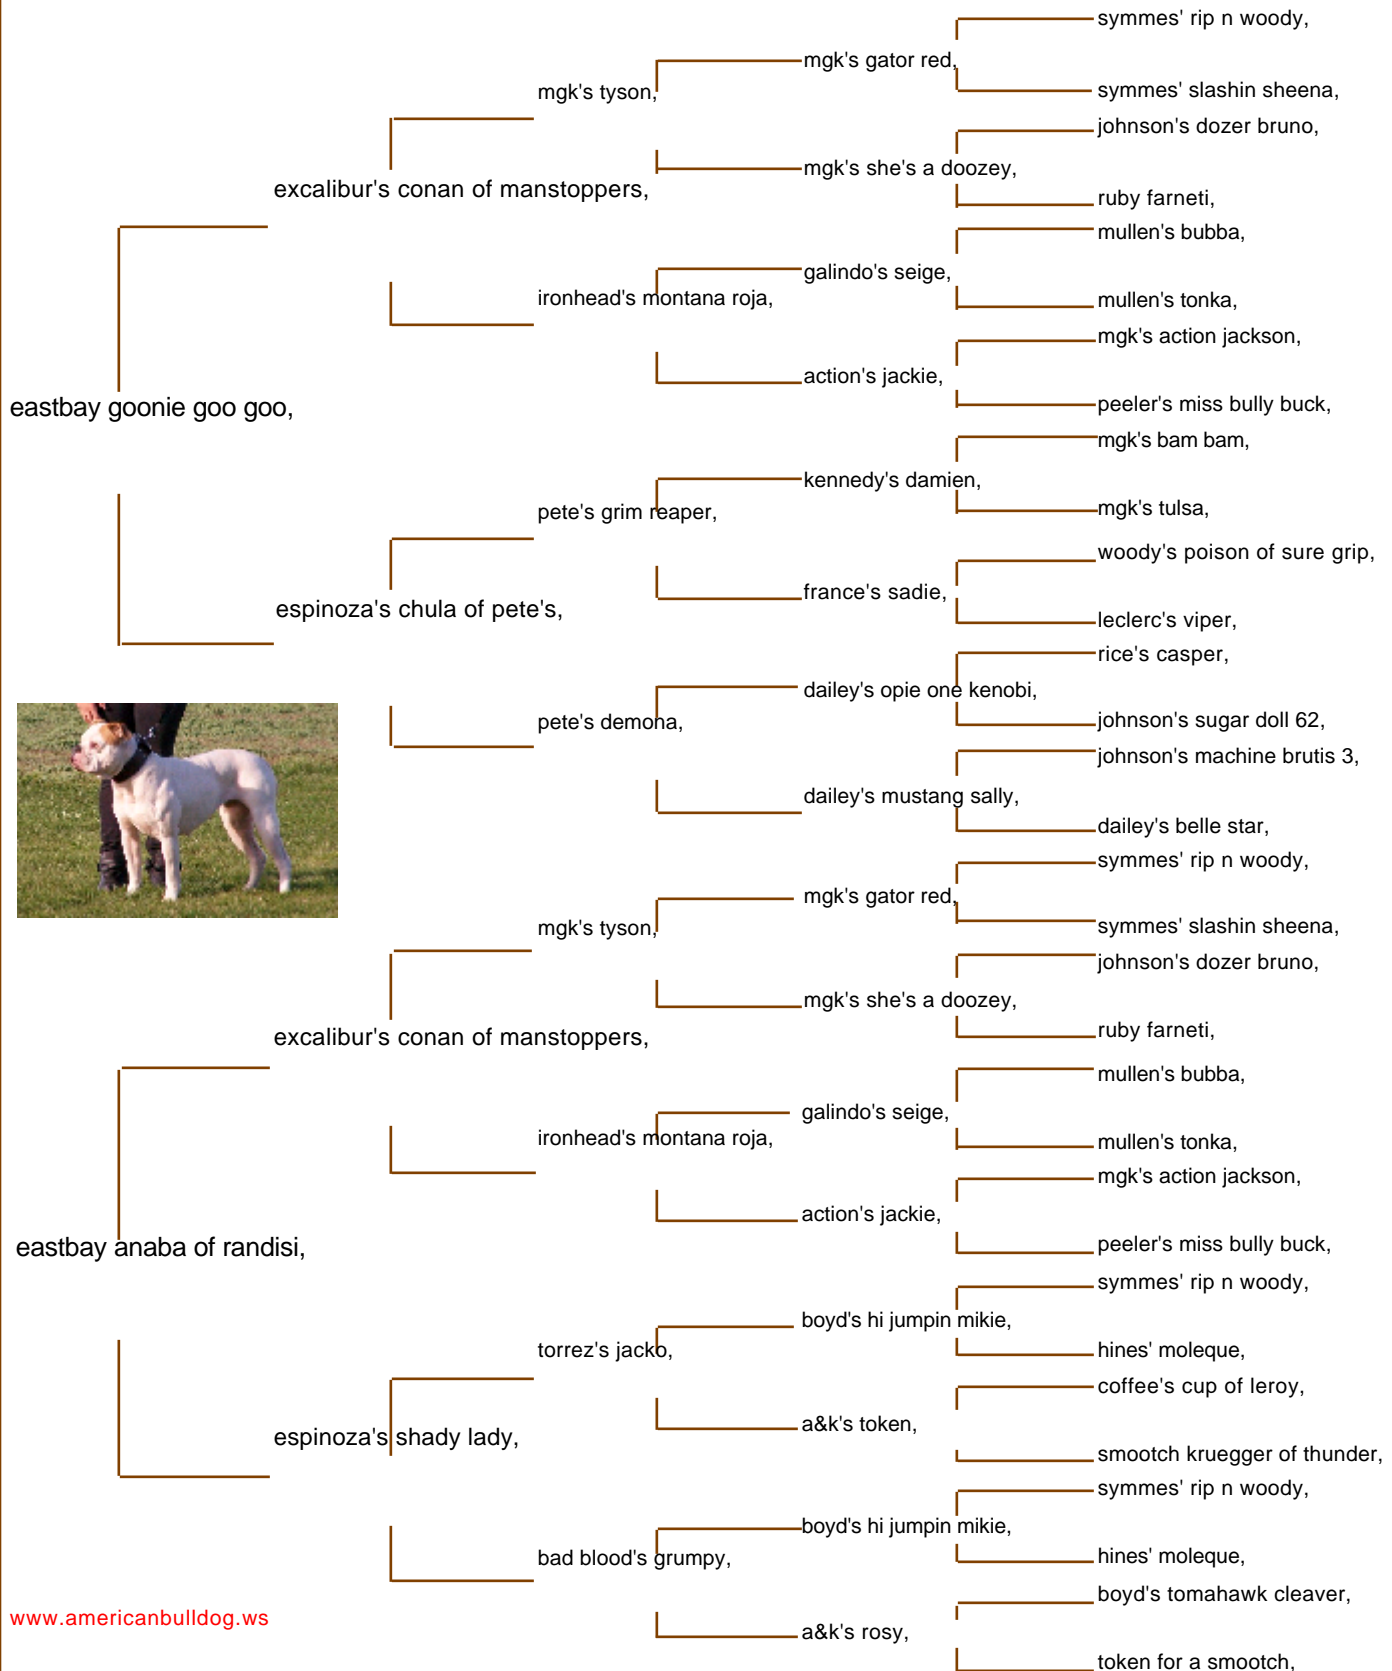 symmes' rip n woody,
mgk's gator red,
mgk's tyson,
symmes' slashin sheena,
johnson's dozer bruno,
mgk's she's a doozey,
excalibur's conan of manstoppers,
ruby farneti,
mullen's bubba,
galindo's seige,
ironhead's montana roja,
mullen's tonka,
mgk's action jackson,
action's jackie,
peeler's miss bully buck,
eastbay goonie goo goo,
mgk's bam bam,
kennedy's damien,
pete's grim reaper,
mgk's tulsa,
woody's poison of sure grip,
france's sadie,
espinoza's chula of pete's,
leclerc's viper,
rice's casper,
dailey's opie one kenobi,
pete's demona,
johnson's sugar doll 62,
johnson's machine brutis 3,
dailey's mustang sally,
dailey's belle star,
symmes' rip n woody,
mgk's gator red,
mgk's tyson,
symmes' slashin sheena,
johnson's dozer bruno,
mgk's she's a doozey,
excalibur's conan of manstoppers,
ruby farneti,
mullen's bubba,
galindo's seige,
ironhead's montana roja,
mullen's tonka,
mgk's action jackson,
action's jackie,
peeler's miss bully buck,
eastbay anaba of randisi,
symmes' rip n woody,
boyd's hi jumpin mikie,
torrez's jacko,
hines' moleque,
coffee's cup of leroy,
a&k's token,
espinoza's shady lady,
smootch kruegger of thunder,
symmes' rip n woody,
boyd's hi jumpin mikie,
bad blood's grumpy,
hines' moleque,
boyd's tomahawk cleaver,
www.americanbulldog.ws
a&k's rosy,
token for a smootch,